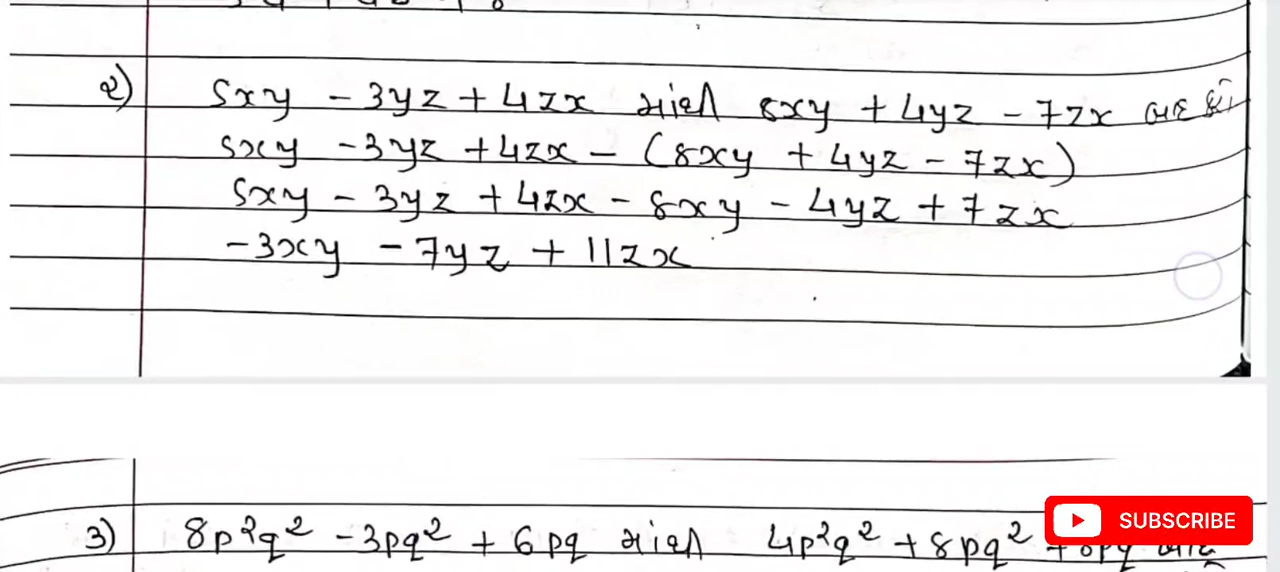 ૨) 5xy - 3yz + 4zx માંથી 8xy + 4yz - 7zx બાદ કરો
5xy - 3yz + 4zx - (8xy + 4yz - 7zx)
5xy - 3yz + 4zx - 8xy - 4yz + 7zx
-3xy - 7yz + 11zx
3) 8p²q² - 3pq² + 6pq માંથી 4p²q² + 8pq²
SUBSCRIBE